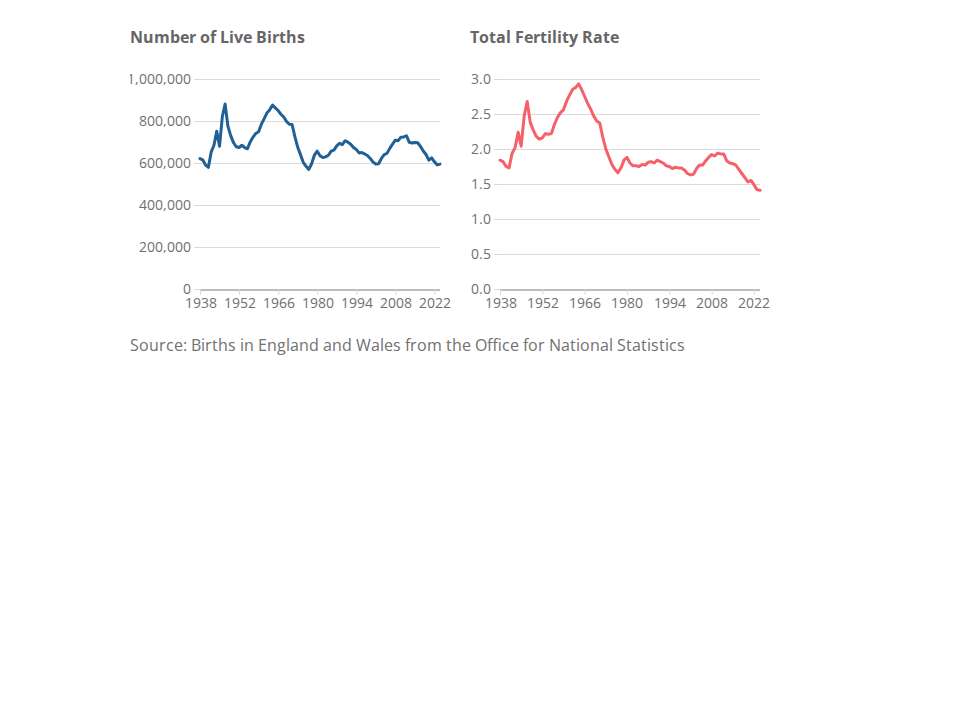 Number of Live Births
1,000,000
800,000
600,000
400,000
200,000
0
1938 1952 1966 1980 1994 2008 2022
Total Fertility Rate
3.0
2.5
2.0
1.5
1.0
0.5
0.0
1938 1952 1966 1980 1994 2008 2022
Source: Births in England and Wales from the Office for National Statistics